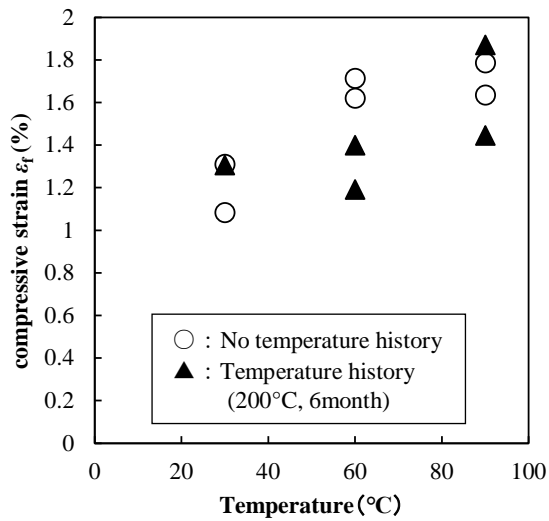 2
1.8
1.6
1.4
1.2
1
0.8
0.6
0.4
0.2
0
compressive strain εf (%)
○ : No temperature history
▲ : Temperature history
(200°C, 6month)
0 20 40 60 80 100
Temperature(°C)